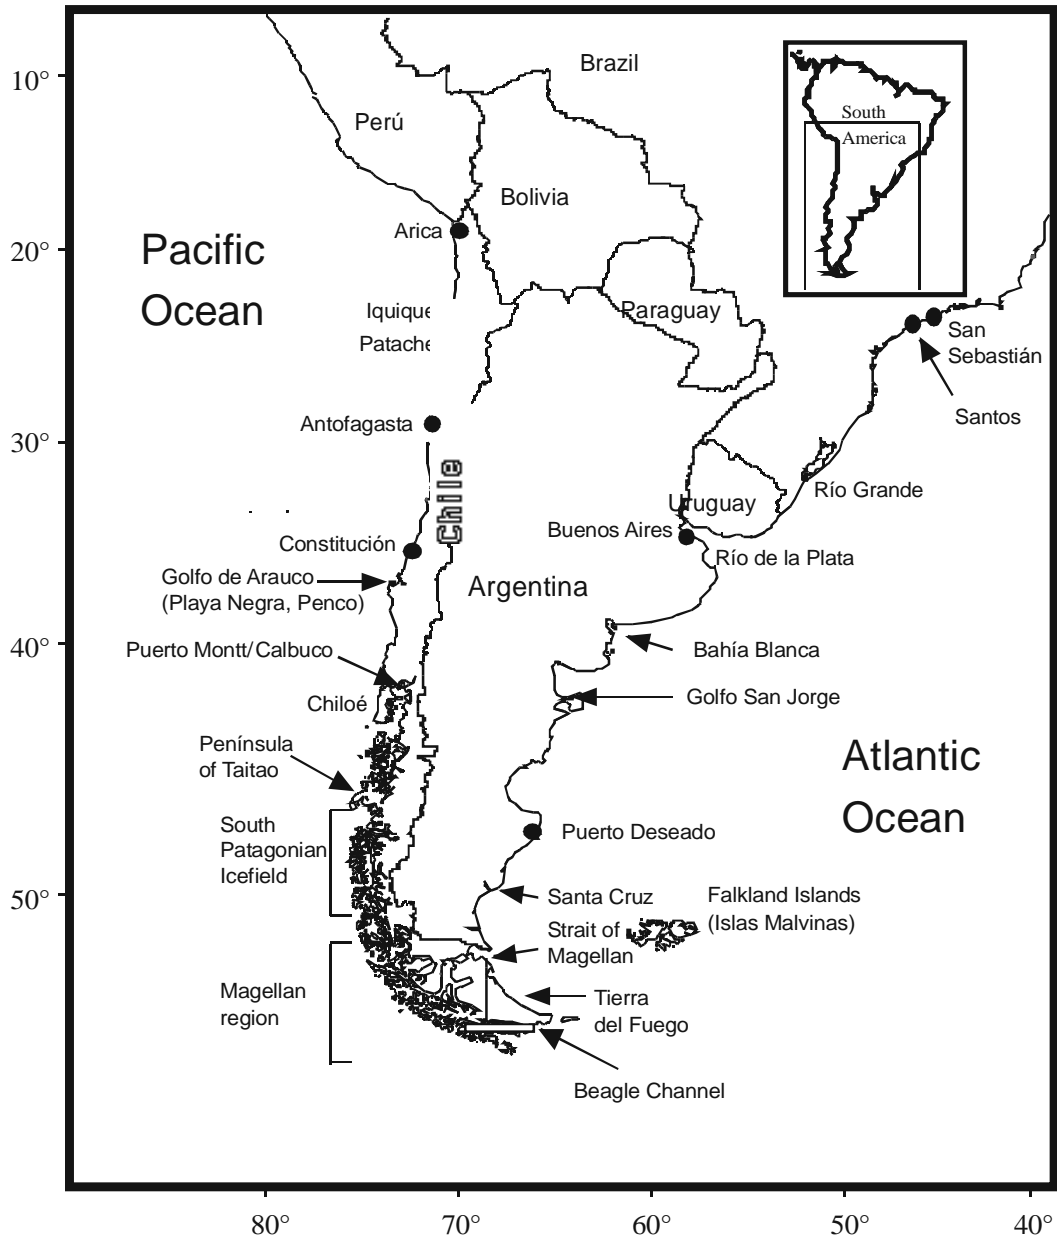 10°
Brazil
Perú
South
America
Bolivia
Pacific
Ocean
Arica
20°
Iquique
Patache
Paraguay
San
Sebastián
Santos
Antofagasta
30°
Chile
Río Grande
Uruguay
Buenos Aires
Río de la Plata
Constitución
Golfo de Arauco
(Playa Negra, Penco)
Argentina
40°
Puerto Montt/Calbuco
Bahía Blanca
Chiloé
Golfo San Jorge
Península
of Taitao
Atlantic
Ocean
South
Patagonian
Icefield
Puerto Deseado
50°
Santa Cruz
Falkland Islands
(Islas Malvinas)
Strait of
Magellan
Magellan
region
Tierra
del Fuego
Beagle Channel
80°
70°
60°
50°
40°